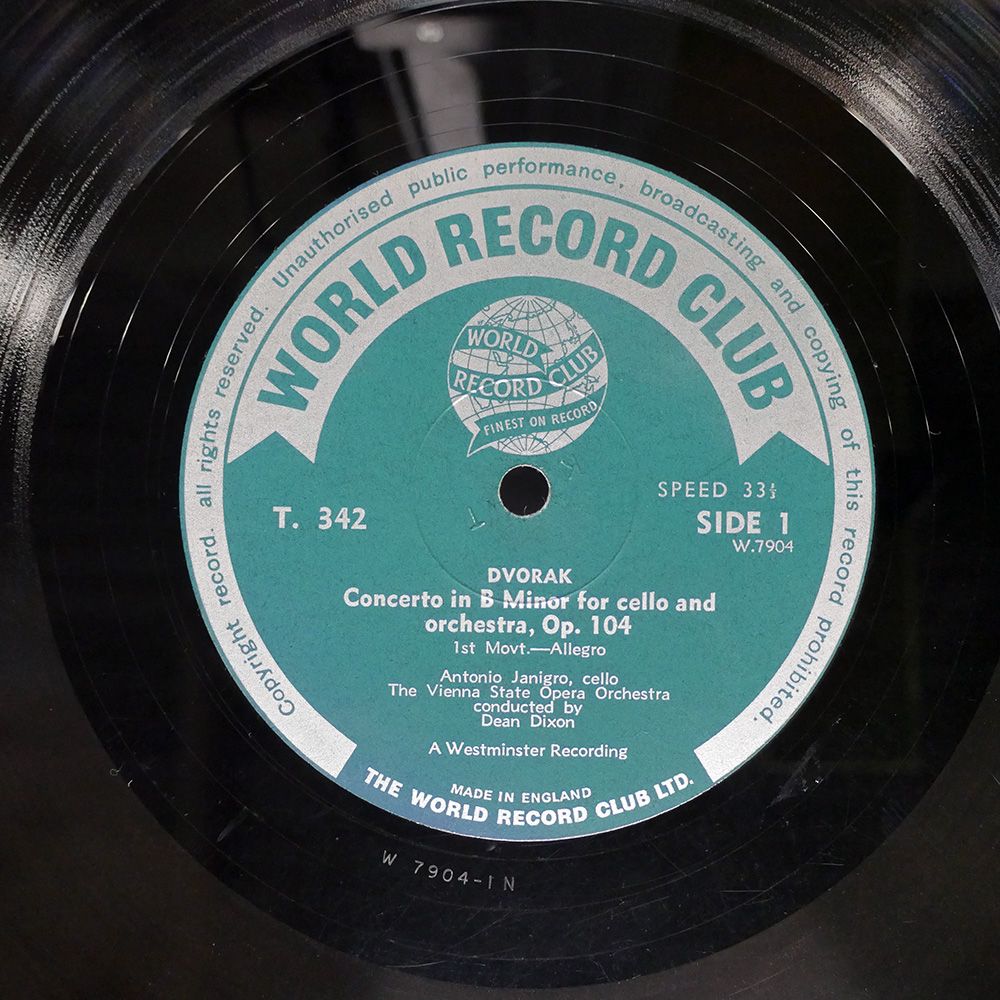 Copyright record. all rights reserved. Unauthorised public performance, broadcasting and copying of this record prohibited.
WORLD RECORD CLUB
WORLD
RECORD CLUB
FINEST ON RECORD
SPEED 33⅓
T. 342
SIDE 1
W.7904
DVORAK
Concerto in B Minor for cello and
orchestra, Op. 104
1st Movt.—Allegro
Antonio Janigro, cello
The Vienna State Opera Orchestra
conducted by
Dean Dixon
A Westminster Recording
MADE IN ENGLAND
THE WORLD RECORD CLUB LTD.
W 7904-1N